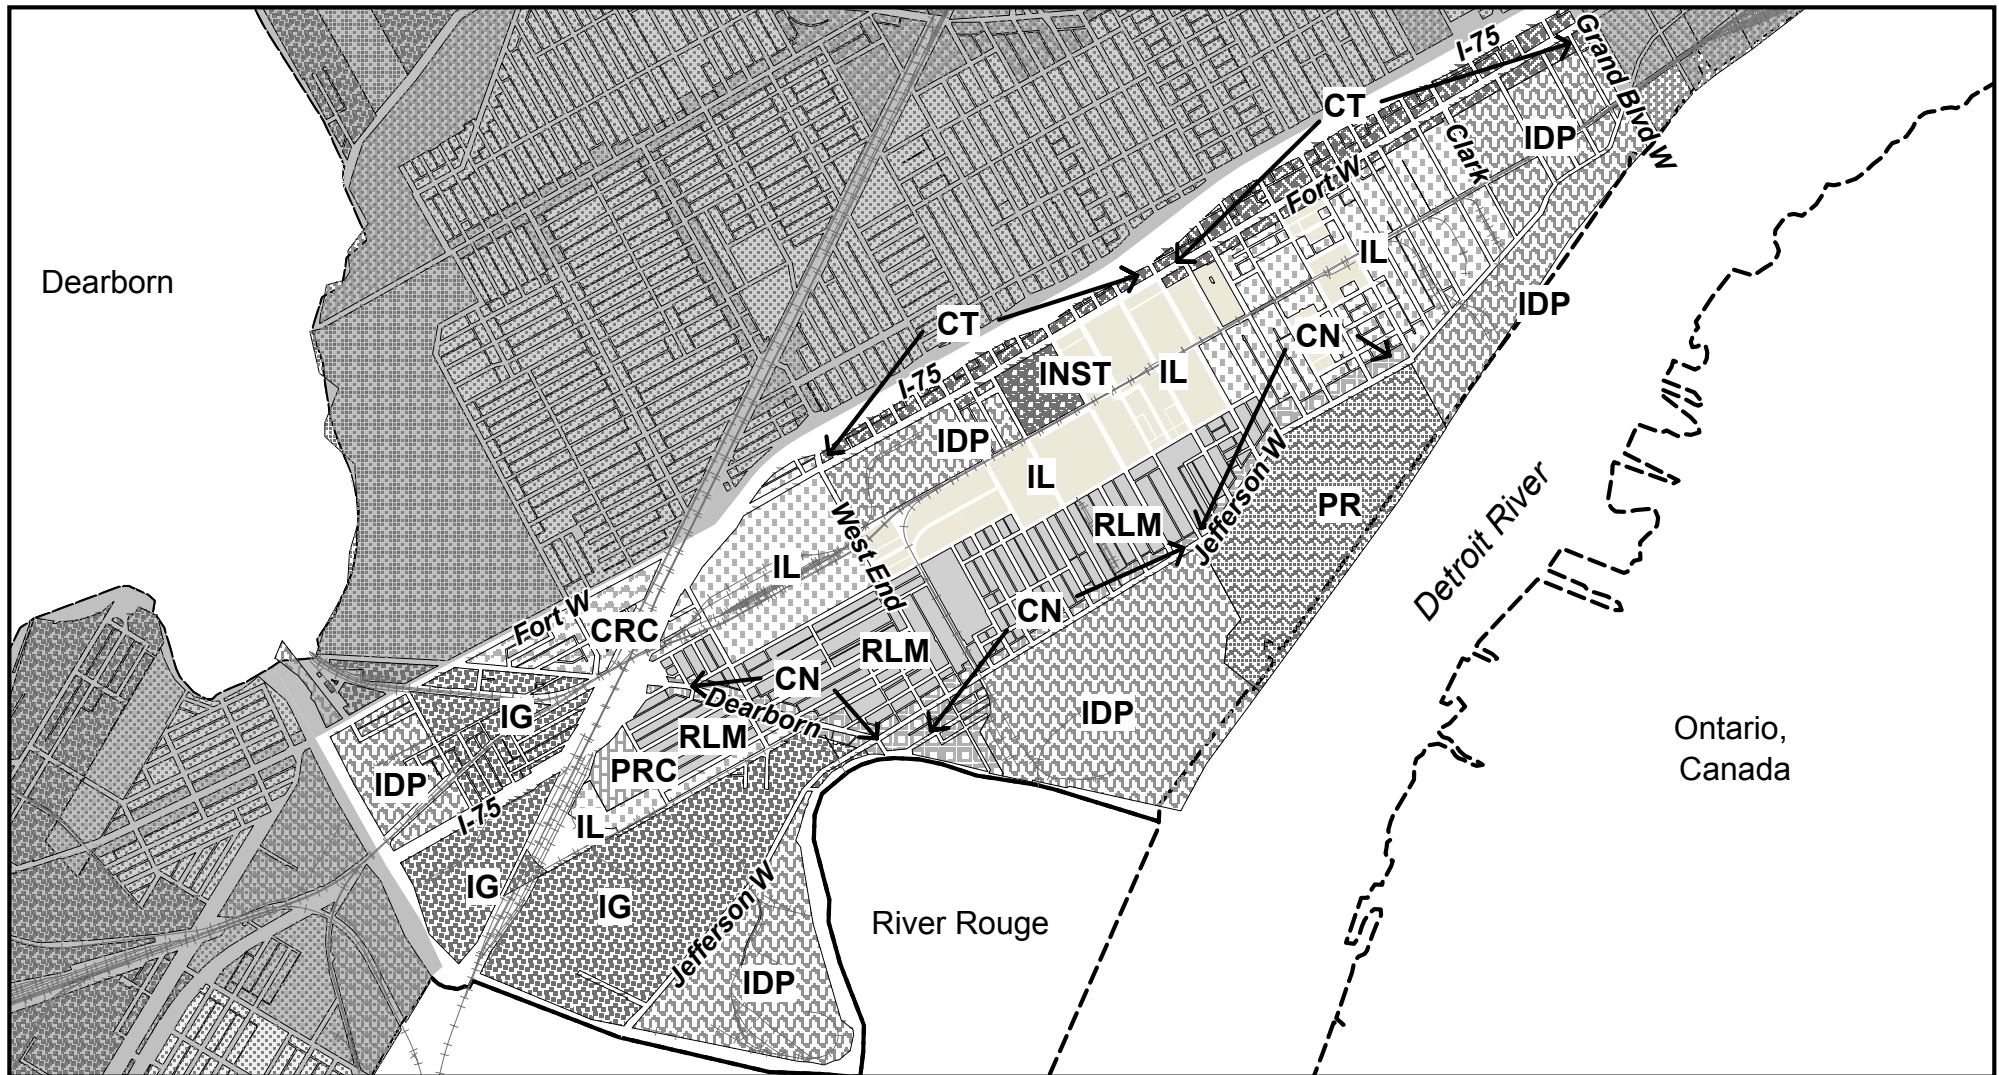 I-75
Grand Blvd W
CT
Clark
IDP
Fort W
IL
Dearborn
IDP
CT
CN
I-75
INST
IL
IDP
IL
Jefferson W
PR
RLM
West End
Detroit River
IL
Fort W
CRC
CN
RLM
CN
Dearborn
IG
IDP
RLM
Ontario,
Canada
PRC
IDP
I-75
IL
IG
IG
Jefferson W
River Rouge
IDP